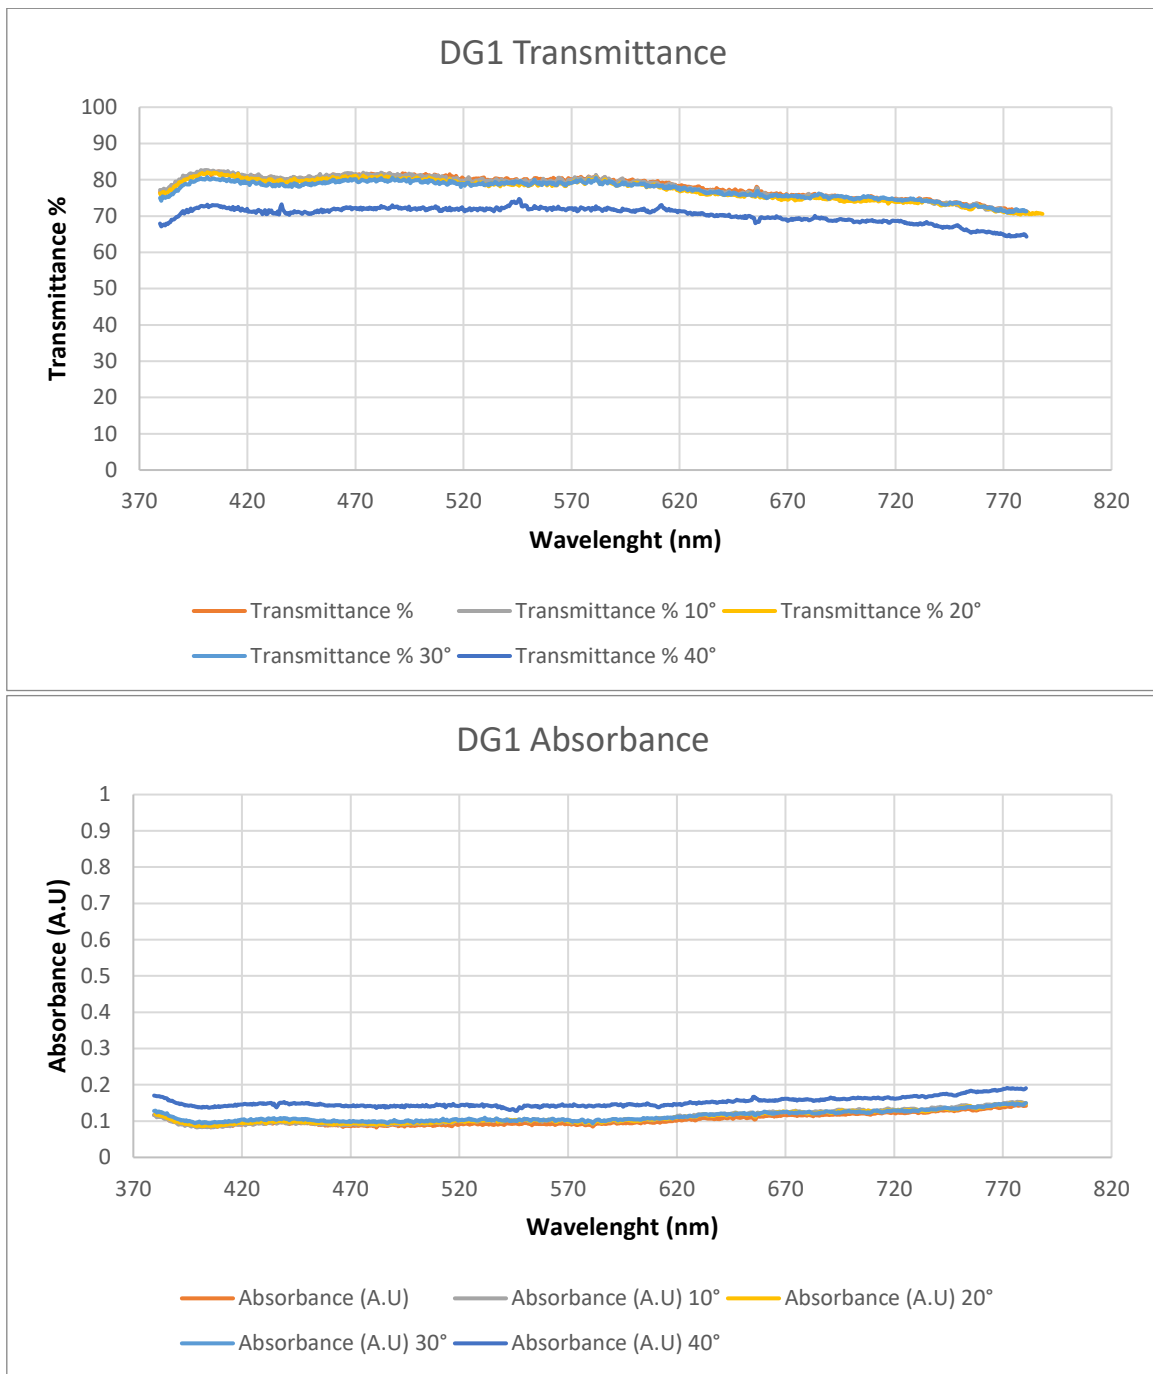 DG1 Transmittance
100
90
80
70
60
50
40
30
20
10
0
Transmittance %
370 420 470 520 570 620 670 720 770 820
Wavelenght (nm)
Transmittance % Transmittance % 10° Transmittance % 20°
Transmittance % 30° Transmittance % 40°
DG1 Absorbance
1
0.9
0.8
0.7
0.6
0.5
0.4
0.3
0.2
0.1
0
Absorbance (A.U)
370 420 470 520 570 620 670 720 770 820
Wavelenght (nm)
Absorbance (A.U) Absorbance (A.U) 10° Absorbance (A.U) 20°
Absorbance (A.U) 30° Absorbance (A.U) 40°